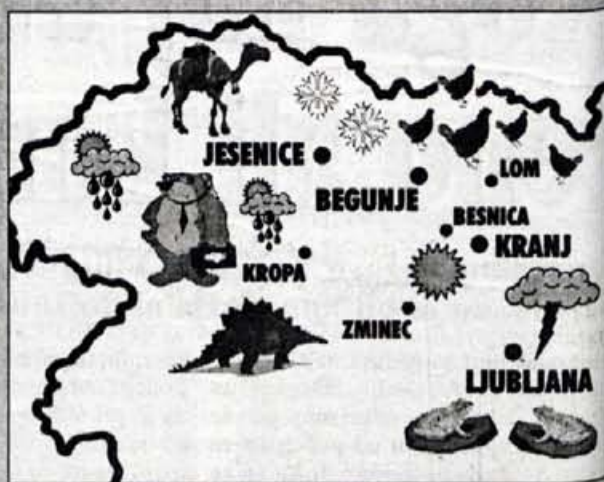 JESENICE
LOM
BEGUNJE
BESNICA
KRANJ
KROPA
ZMINEC
LJUBLJANA